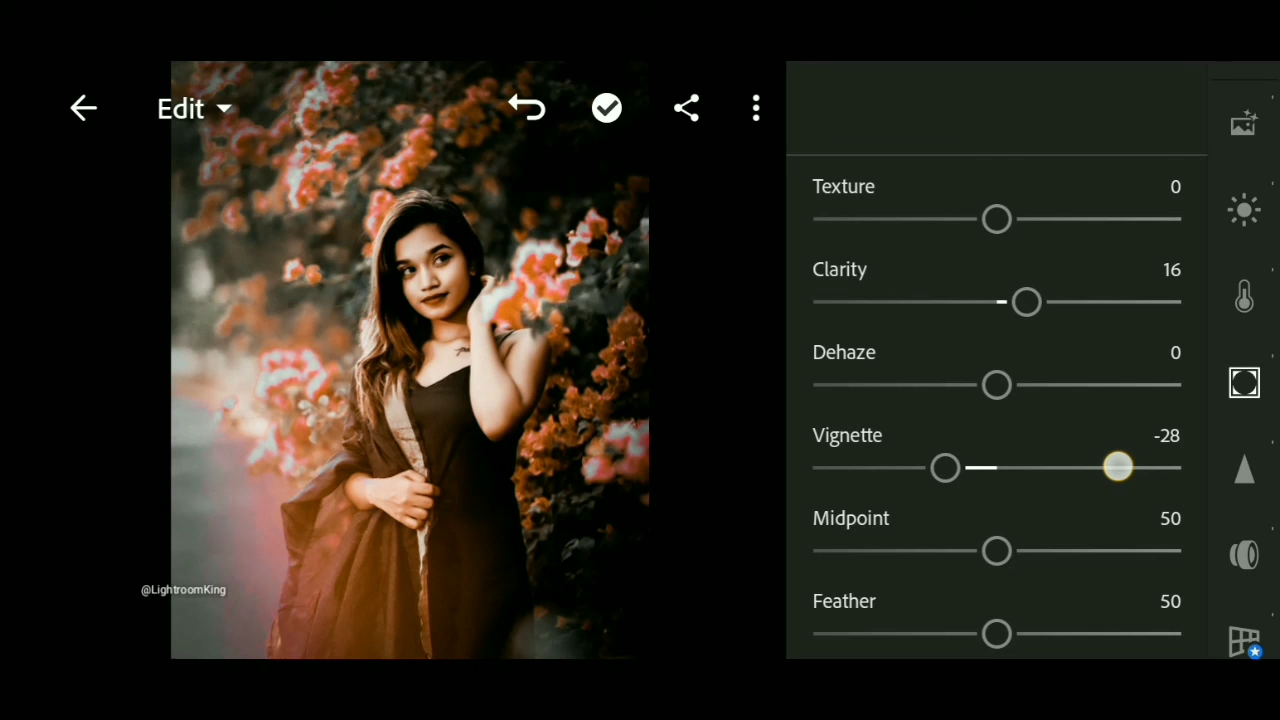 Edit
Texture 0
Clarity 16
Dehaze 0
Vignette -28
Midpoint 50
Feather 50
@LightroomKing